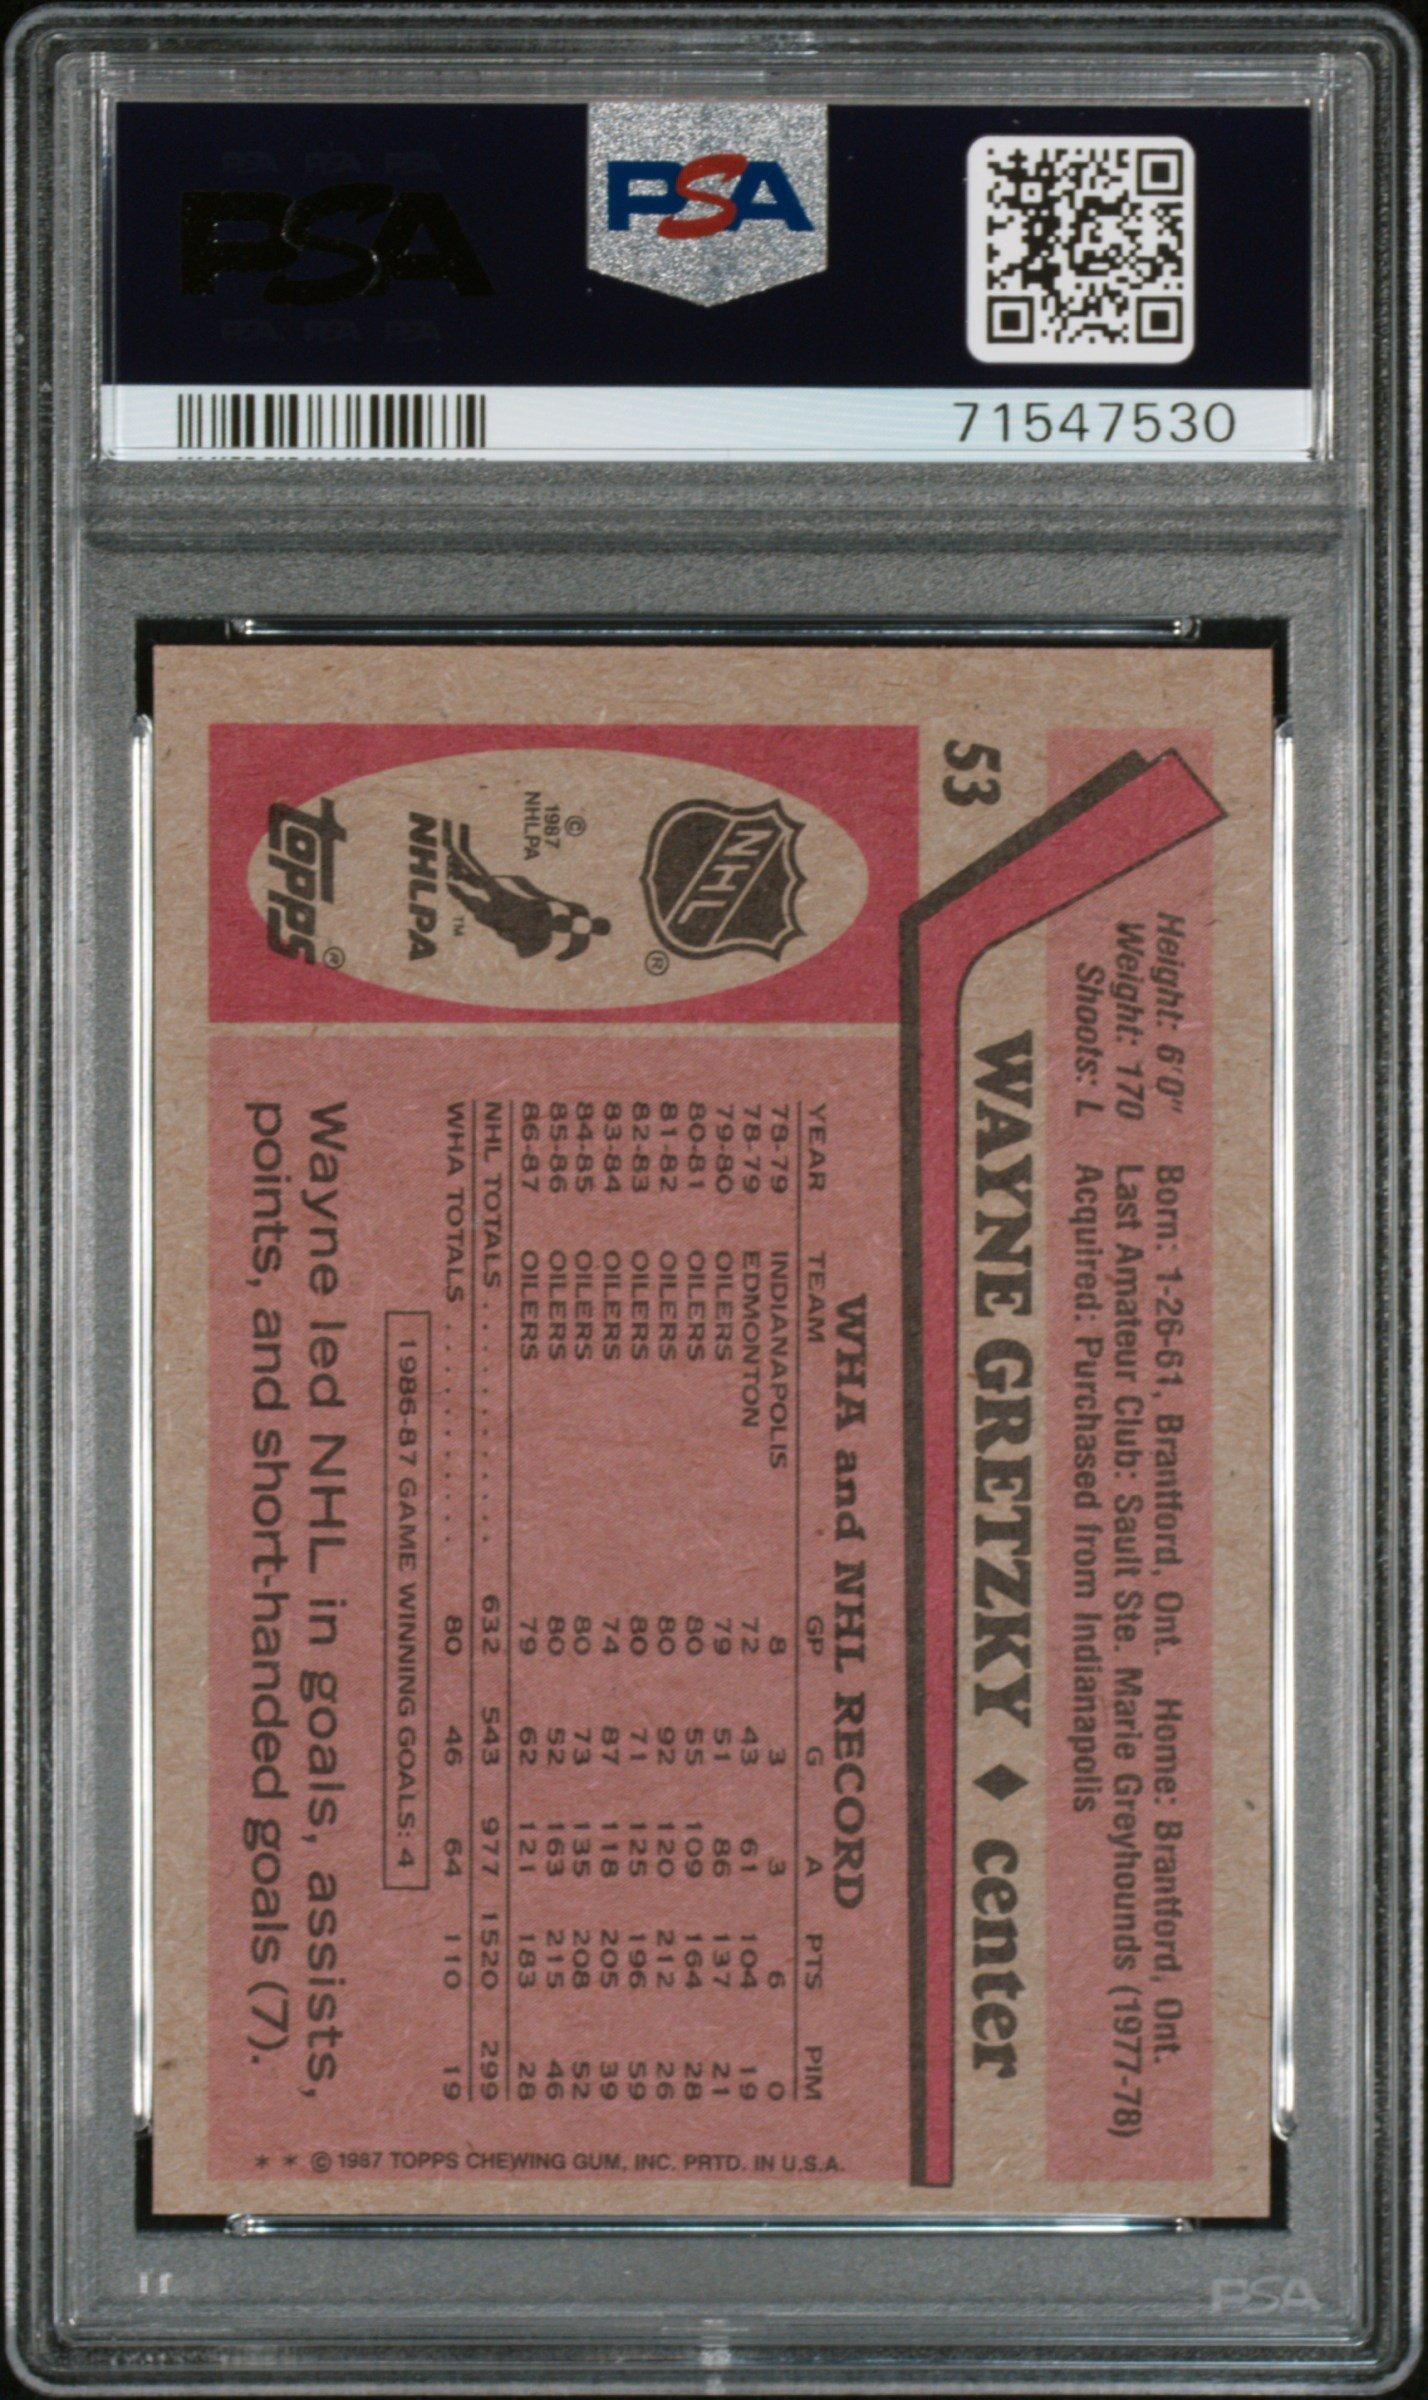 PSA PSA PSA
PSA
PSA PSA PSA
PSA
71547530
53
Height: 6'0" Born: 1-26-61, Brantford, Ont. Home: Brantford, Ont.
Weight: 170 Last Amateur Club: Sault Ste. Marie Greyhounds (1977-78)
Shoots: L Acquired: Purchased from Indianapolis
WAYNE GRETZKY ♦ center
NHL
®
© 1987 NHLPA
NHLPA
TM
Topps®
WHA and NHL RECORD
YEAR TEAM GP G A PTS PIM
78-79 INDIANAPOLIS 8 3 3 6 0
78-79 EDMONTON 72 43 61 104 19
79-80 OILERS 79 51 86 137 21
80-81 OILERS 80 55 109 164 28
81-82 OILERS 80 92 120 212 26
82-83 OILERS 80 71 125 196 59
83-84 OILERS 74 87 118 205 39
84-85 OILERS 80 73 135 208 52
85-86 OILERS 80 52 163 215 46
86-87 OILERS 79 62 121 183 28
NHL TOTALS . . . . . . . . . . 632 543 977 1520 299
WHA TOTALS . . . . . . . . . . 80 46 64 110 19
1986-87 GAME WINNING GOALS: 4
Wayne led NHL in goals, assists,
points, and short-handed goals (7).
* * © 1987 TOPPS CHEWING GUM, INC. PRTD. IN U.S.A.
PSA